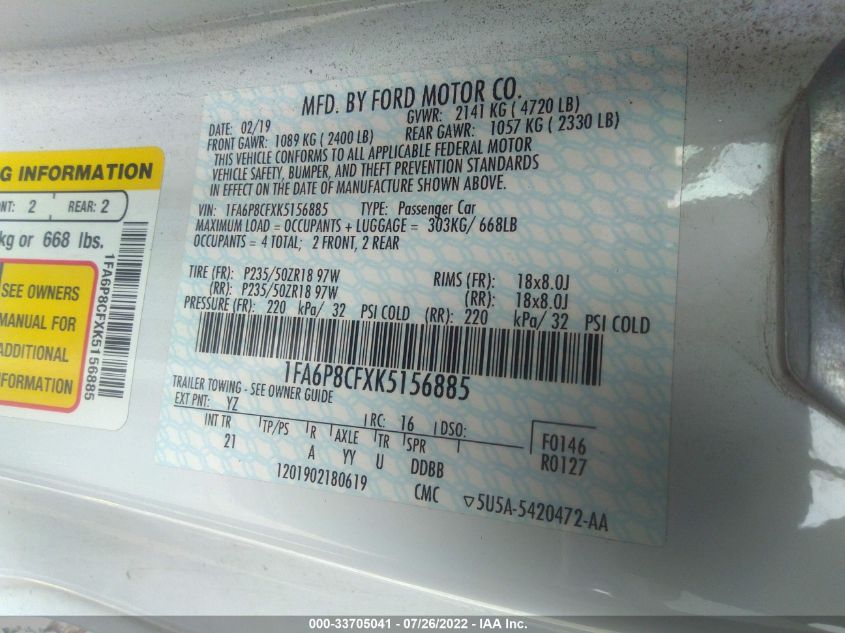 MFD. BY FORD MOTOR CO.
DATE: 02/19 GVWR: 2141 KG ( 4720 LB)
FRONT GAWR: 1089 KG ( 2400 LB) REAR GAWR: 1057 KG ( 2330 LB)
THIS VEHICLE CONFORMS TO ALL APPLICABLE FEDERAL MOTOR
VEHICLE SAFETY, BUMPER, AND THEFT PREVENTION STANDARDS
IN EFFECT ON THE DATE OF MANUFACTURE SHOWN ABOVE.
VIN: 1FA6P8CFXK5156885 TYPE: Passenger Car
MAXIMUM LOAD = OCCUPANTS + LUGGAGE = 303KG/ 668LB
OCCUPANTS = 4 TOTAL; 2 FRONT, 2 REAR
TIRE (FR): P235/50ZR18 97W RIMS (FR): 18x8.0J
(RR): P235/50ZR18 97W (RR): 18x8.0J
PRESSURE (FR): 220 kPa/ 32 PSI COLD (RR): 220 kPa/ 32 PSI COLD
1FA6P8CFXK5156885
TRAILER TOWING - SEE OWNER GUIDE
EXT PNT: YZ RC: 16 DSO:
INT TR TP/PS R AXLE TR SPR F0146
21 A YY U DDBB R0127
1201902180619 CMC ▽5U5A-5420472-AA
G INFORMATION
NT: 2 REAR: 2
kg or 668 lbs.
SEE OWNERS
MANUAL FOR
ADDITIONAL
INFORMATION
1FA6P8CFXK5156885
000-33705041 - 07/26/2022 - IAA Inc.